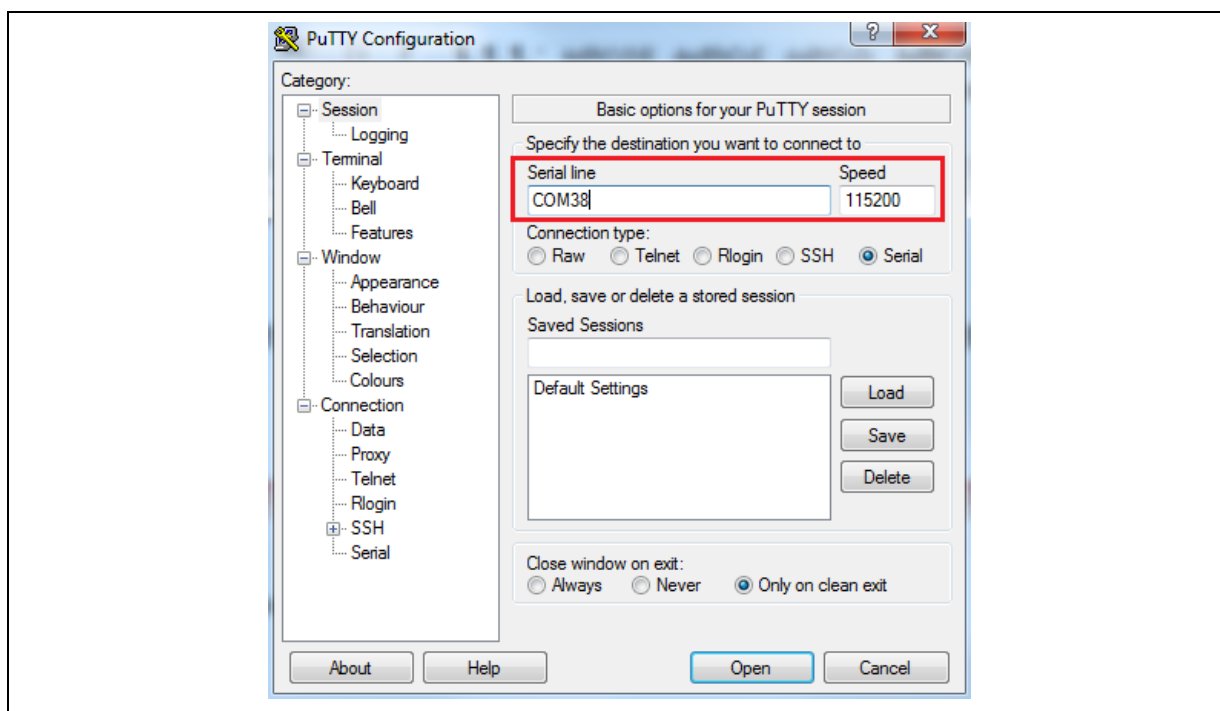 PuTTY Configuration
?
X
Category:
Session
Logging
Terminal
Keyboard
Bell
Features
Window
Appearance
Behaviour
Translation
Selection
Colours
Connection
Data
Proxy
Telnet
Rlogin
SSH
Serial
Basic options for your PuTTY session
Specify the destination you want to connect to
Serial line Speed
COM38 115200
Connection type:
Raw Telnet Rlogin SSH Serial
Load, save or delete a stored session
Saved Sessions
Default Settings
Load
Save
Delete
Close window on exit:
Always Never Only on clean exit
About Help Open Cancel